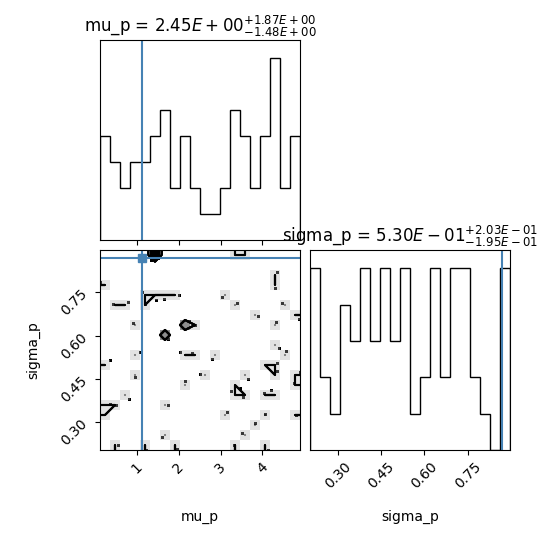 mu_p = 2.45E + 00+1.87E + 00
−1.48E + 00
sigma_p = 5.30E − 01+2.03E − 01
−1.95E − 01
sigma_p
0.75
0.60
0.45
0.30
1 2 3 4
0.30 0.45 0.60 0.75
mu_p
sigma_p